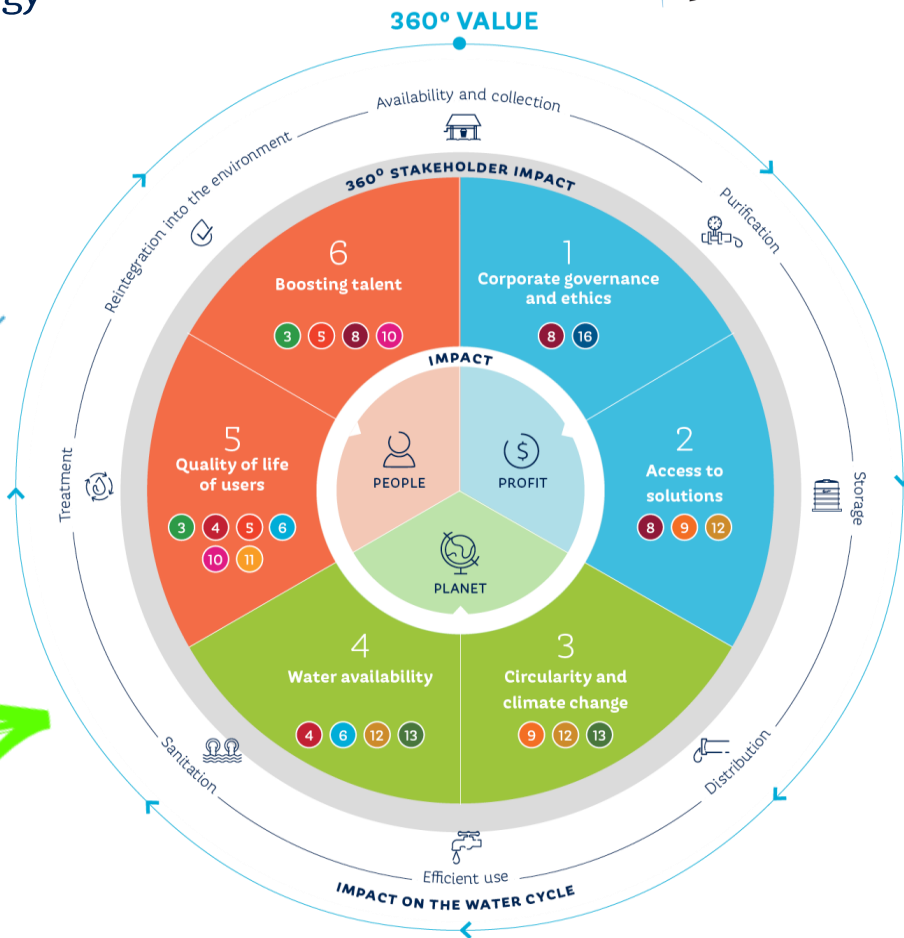 gy
360º VALUE
Availability and collection
Purification
Storage
Distribution
Efficient use
Sanitation
Treatment
Reintegration into the environment
360º STAKEHOLDER IMPACT
1
Corporate governance
and ethics
8 16
2
Access to
solutions
8 9 12
3
Circularity and
climate change
9 12 13
4
Water availability
4 6 12 13
5
Quality of life
of users
3 4 5 6
10 11
6
Boosting talent
3 5 8 10
IMPACT
PEOPLE
$
PROFIT
PLANET
IMPACT ON THE WATER CYCLE